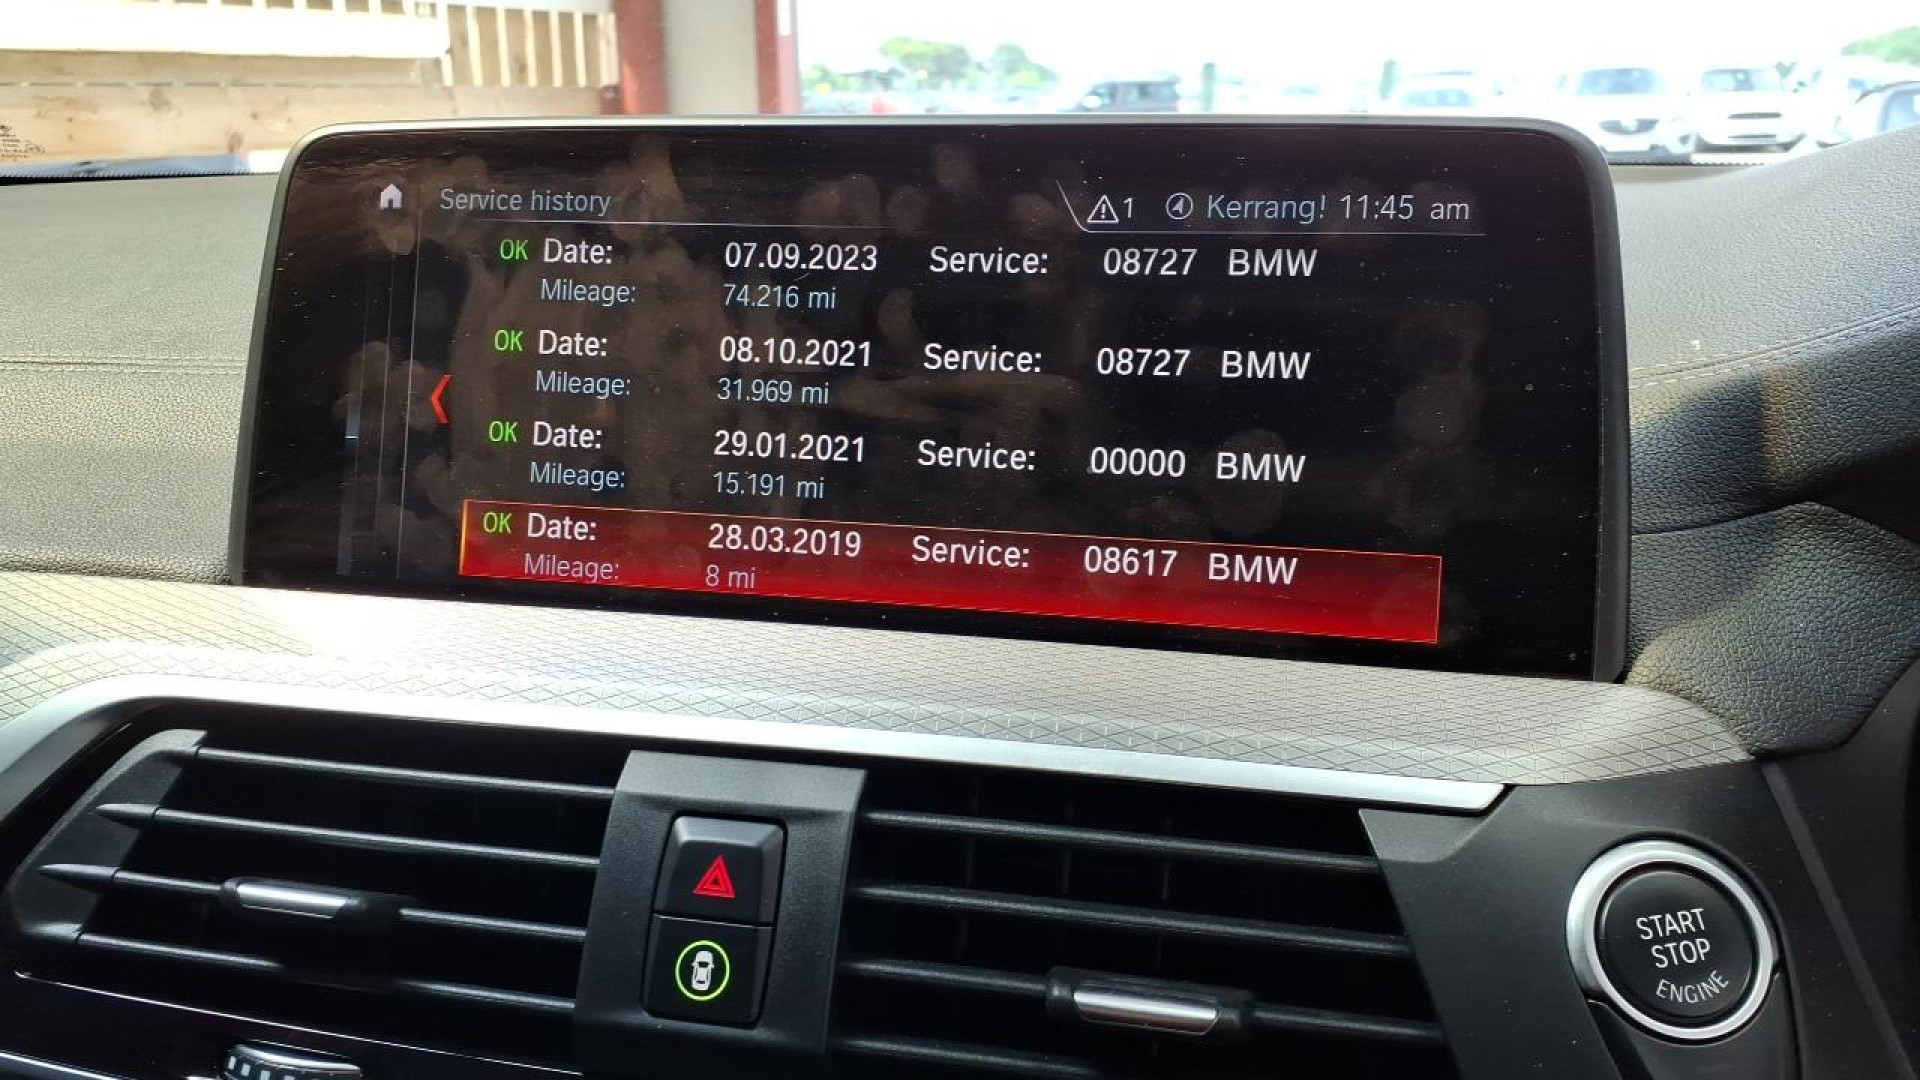 Service history
1 Kerrang! 11:45 am
OK Date: 07.09.2023 Service: 08727 BMW
Mileage: 74.216 mi
OK Date: 08.10.2021 Service: 08727 BMW
Mileage: 31.969 mi
OK Date: 29.01.2021 Service: 00000 BMW
Mileage: 15.191 mi
OK Date: 28.03.2019 Service: 08617 BMW
Mileage: 8 mi
START
STOP
ENGINE